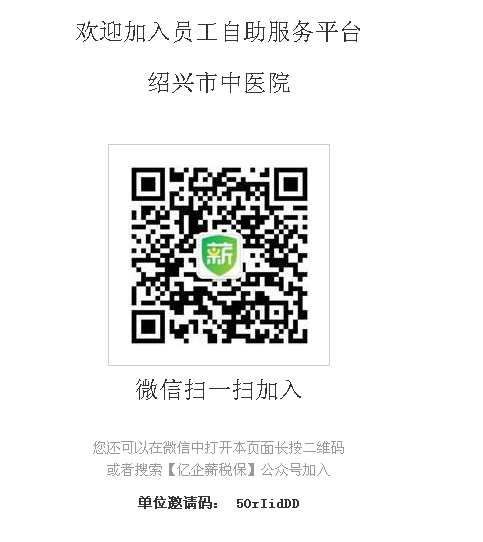 欢迎加入员工自助服务平台
绍兴市中医院
薪
微信扫一扫加入
您还可以在微信中打开本页面长按二维码
或者搜索【亿企薪税保】公众号加入
单位邀请码： 5OrIidDD